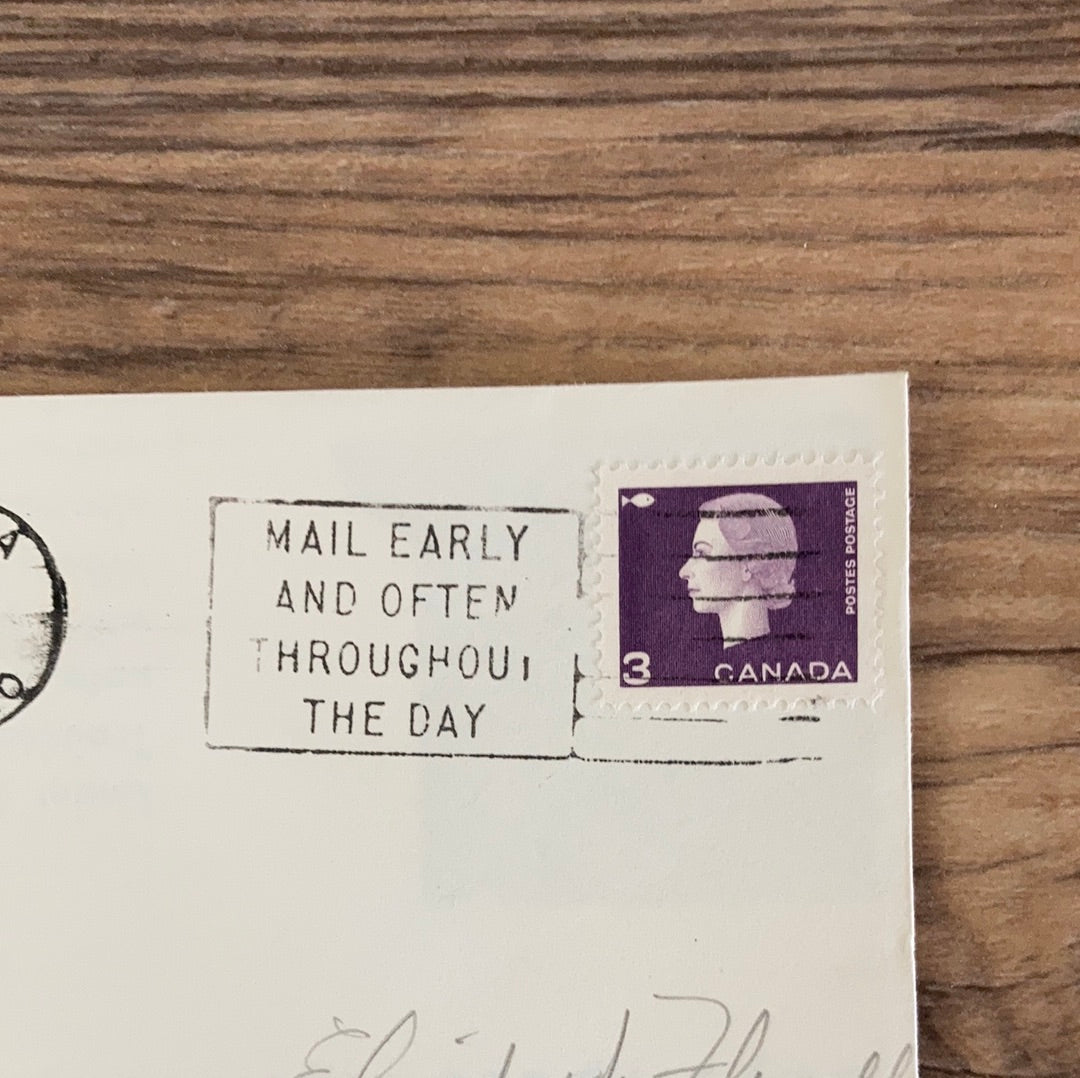 MAIL EARLY
AND OFTEN
THROUGHOUT
THE DAY
POSTES POSTAGE
3 CANADA